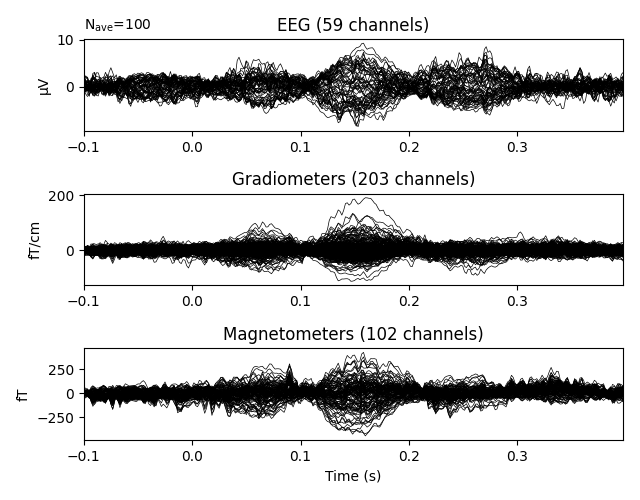 N_ave=100
EEG (59 channels)
10
0
µV
−0.1 0.0 0.1 0.2 0.3
Gradiometers (203 channels)
200
0
fT/cm
−0.1 0.0 0.1 0.2 0.3
Magnetometers (102 channels)
250
0
−250
fT
−0.1 0.0 0.1 0.2 0.3
Time (s)